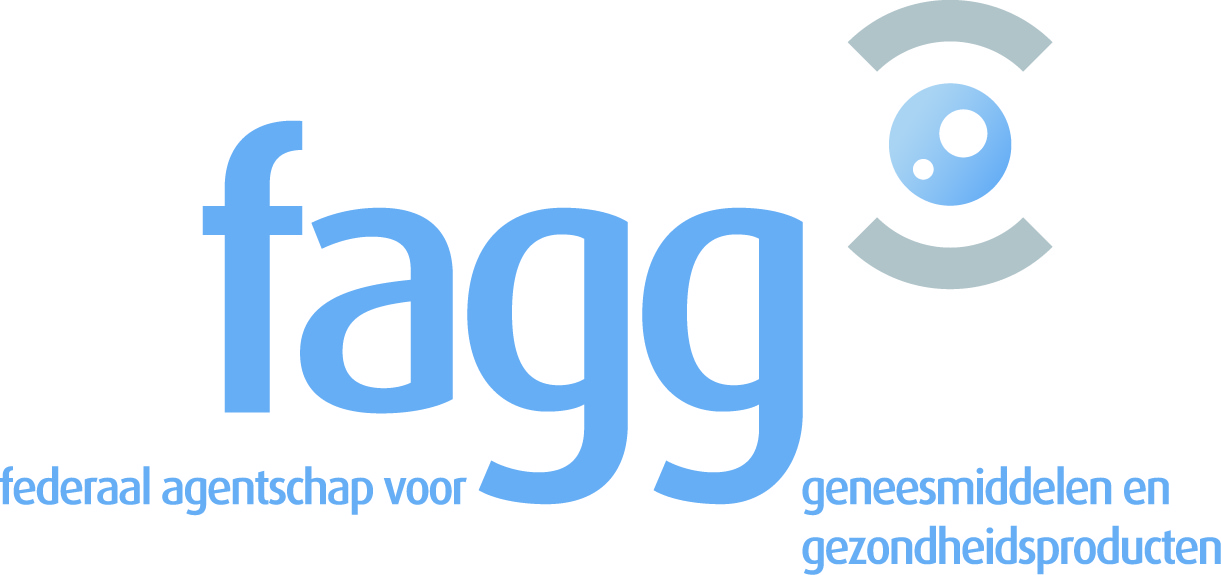 fagg
federaal agentschap voor geneesmiddelen en
gezondheidsproducten